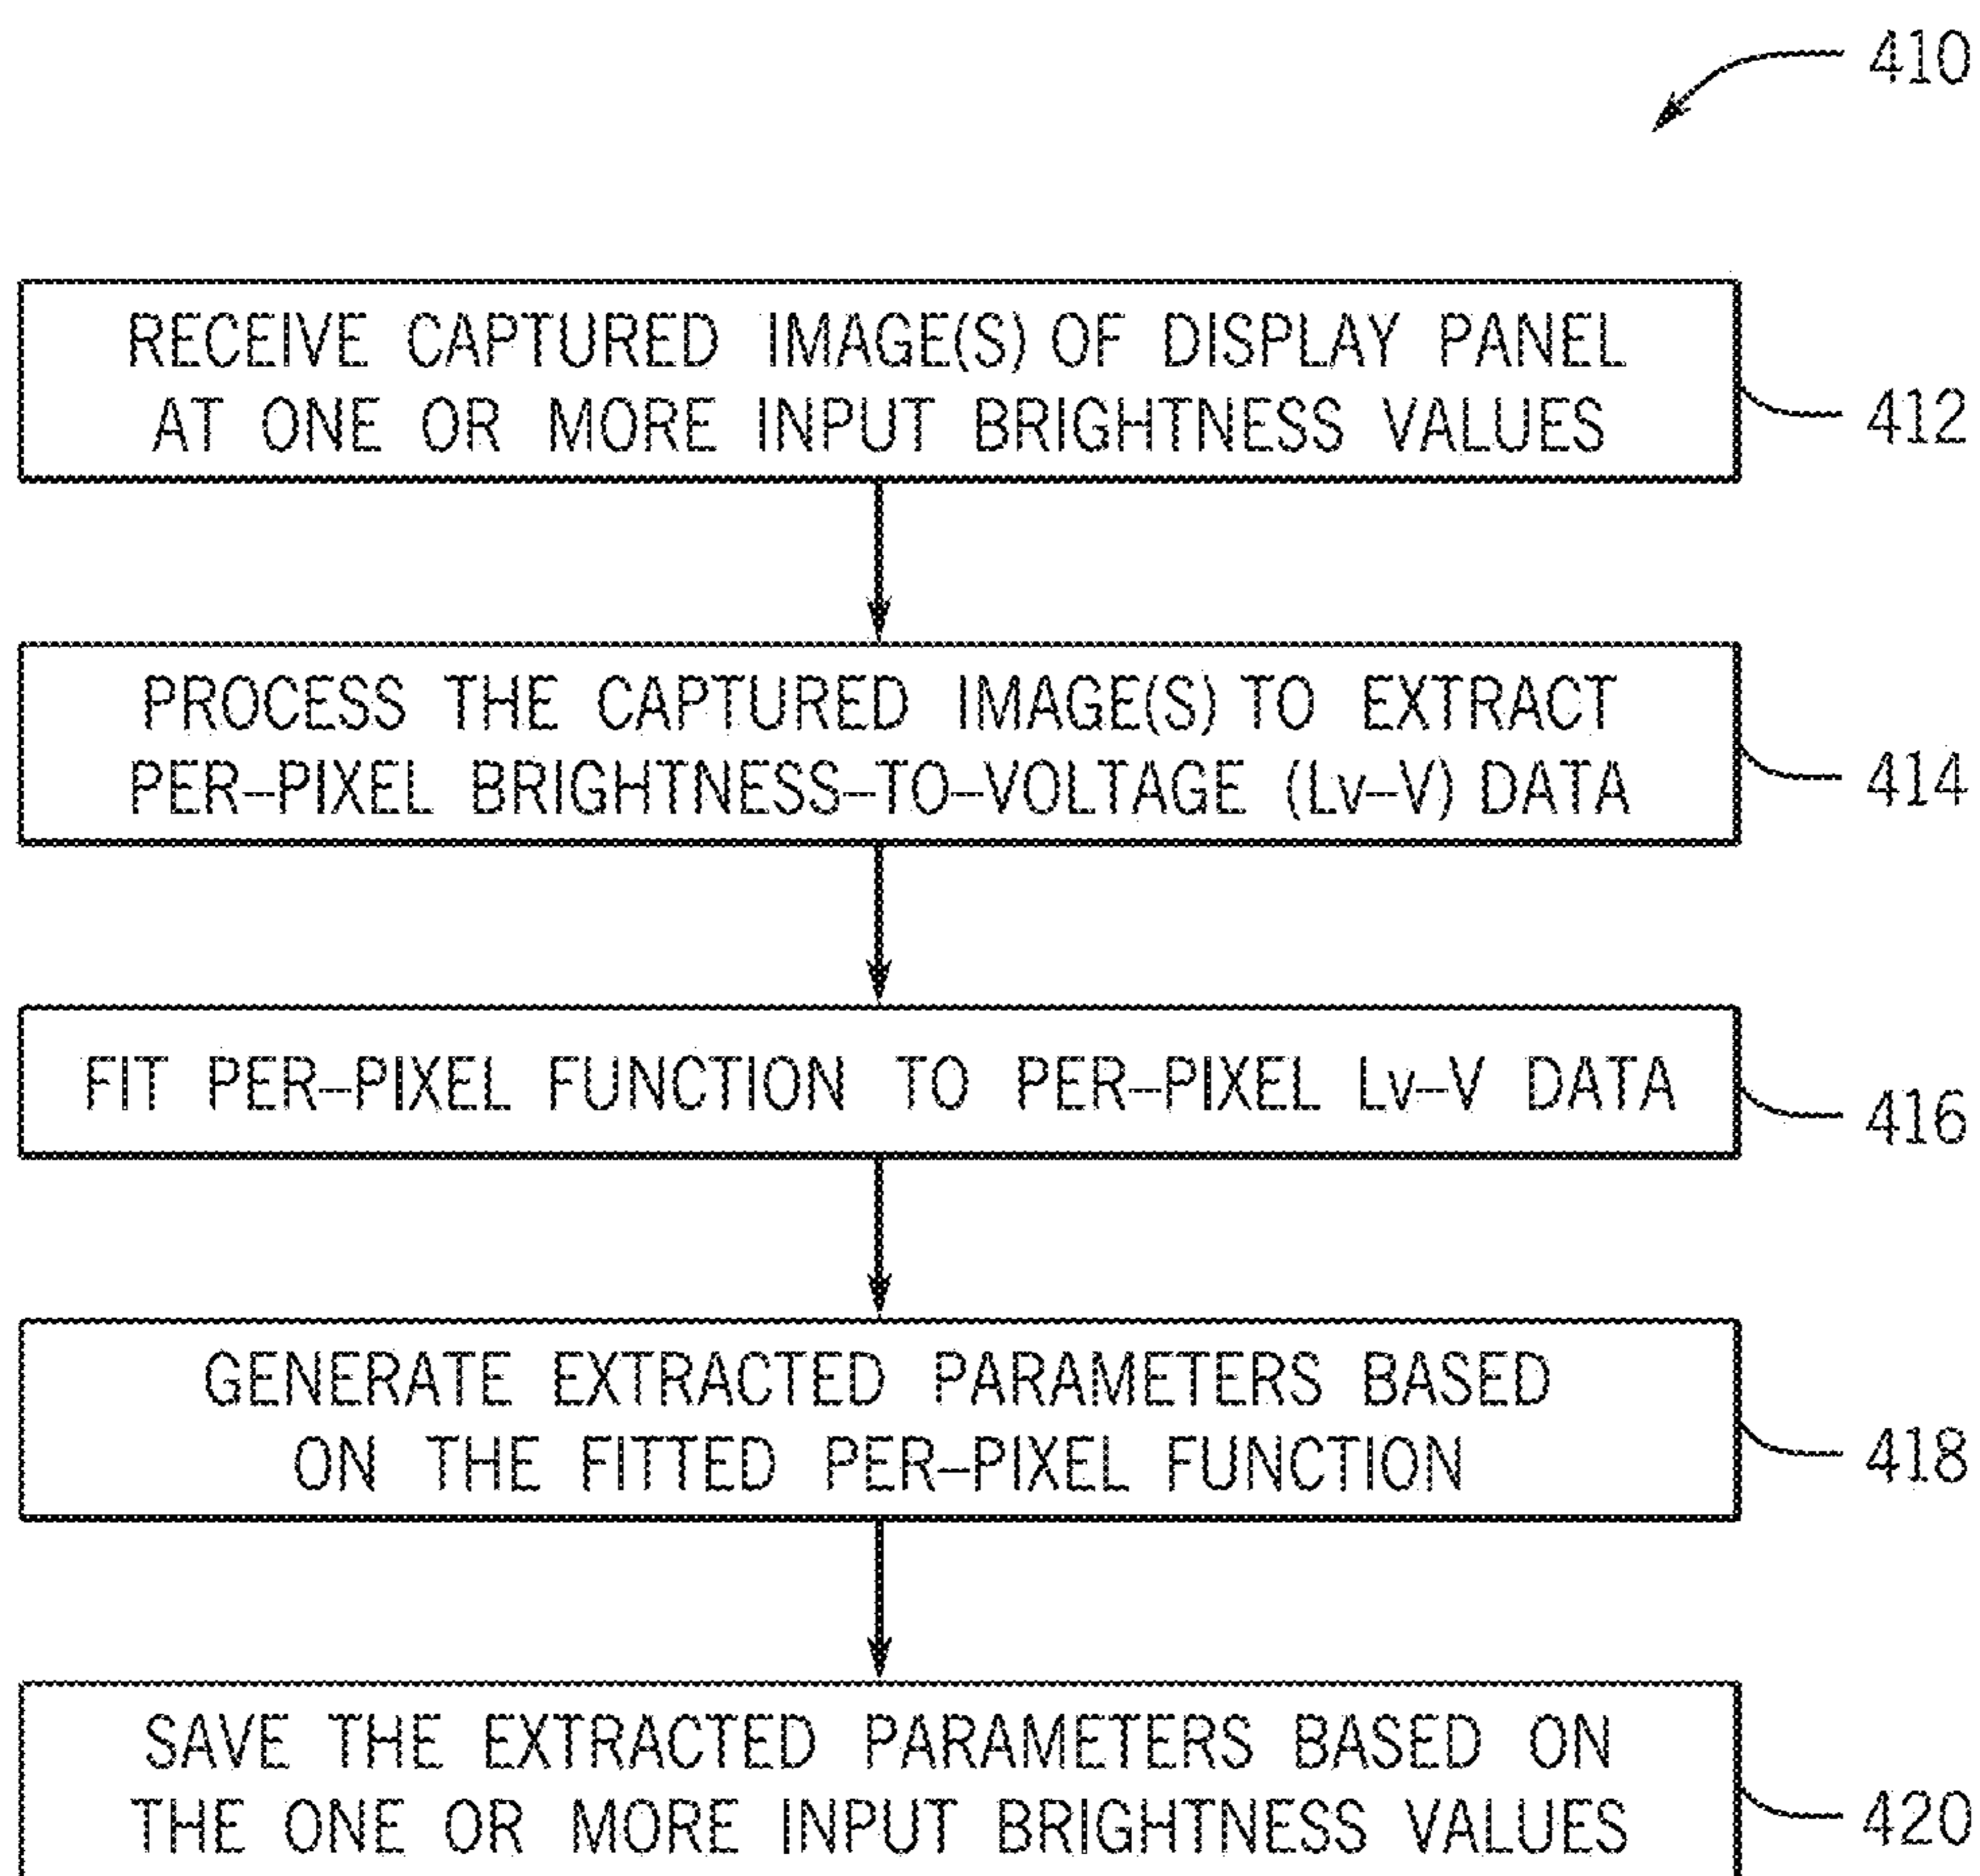 410
RECEIVE CAPTURED IMAGE(S) OF DISPLAY PANEL
AT ONE OR MORE INPUT BRIGHTNESS VALUES
412
PROCESS THE CAPTURED IMAGE(S) TO EXTRACT
PER–PIXEL BRIGHTNESS–TO–VOLTAGE (Lv–V) DATA
414
FIT PER–PIXEL FUNCTION TO PER–PIXEL Lv–V DATA
416
GENERATE EXTRACTED PARAMETERS BASED
ON THE FITTED PER–PIXEL FUNCTION
418
SAVE THE EXTRACTED PARAMETERS BASED ON
THE ONE OR MORE INPUT BRIGHTNESS VALUES
420